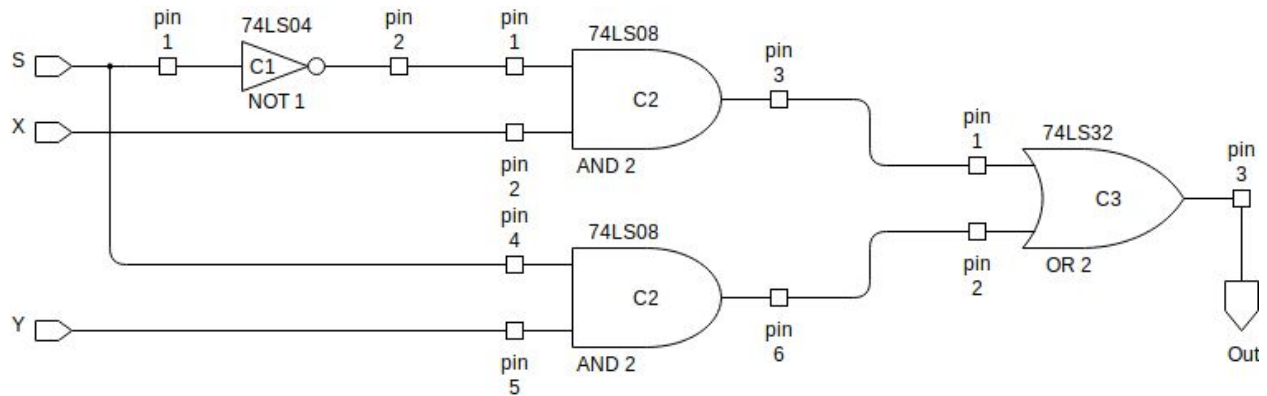 pin
1
74LS04
pin
2
pin
1
74LS08
S
C1
NOT 1
C2
pin
3
X
pin
2
AND 2
pin
1
74LS32
C3
pin
3
pin
4
74LS08
C2
pin
2
OR 2
Y
pin
5
AND 2
pin
6
Out